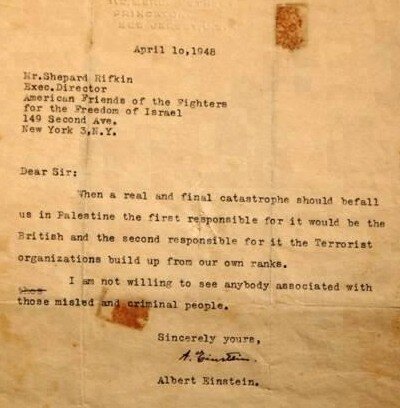 April 10,1948
Mr.Shepard Rifkin
Exec.Director
American Friends of the Fighters
for the Freedom of Israel
149 Second Ave.
New York 3,N.Y.
Dear Sir:
When a real and final catastrophe should befall
us in Palestine the first responsible for it would be the
British and the second responsible for it the Terrorist
organizations build up from our own ranks.
I am not willing to see anybody associated with
those misled and criminal people.
Sincerely yours,
A. Einstein.
Albert Einstein.